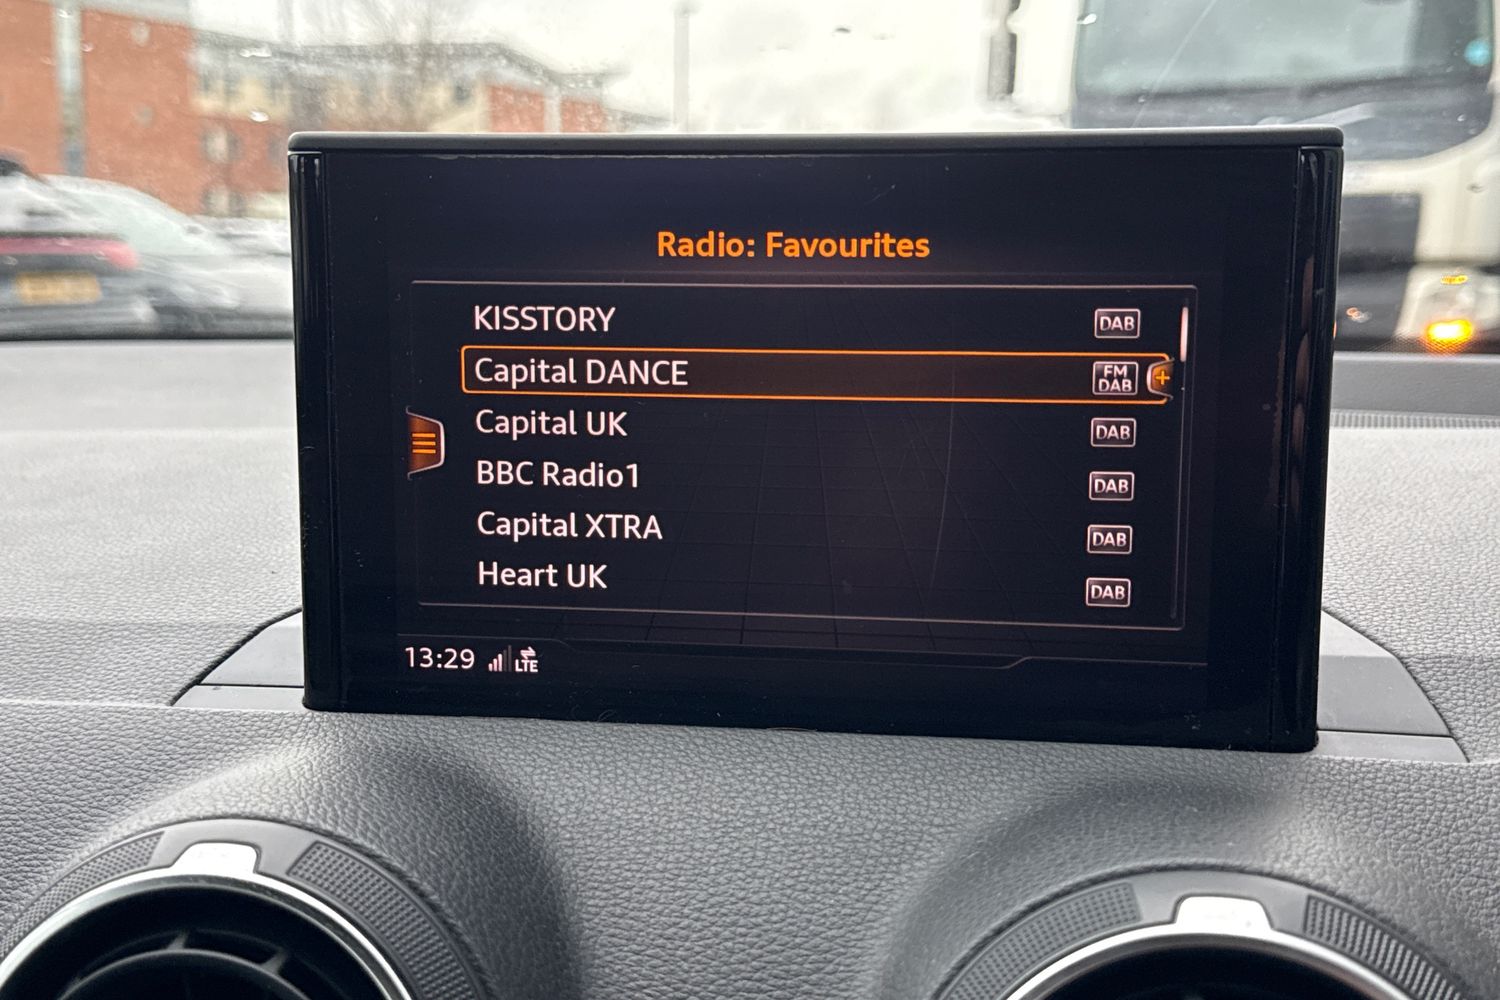 Radio: Favourites
KISSTORY DAB
Capital DANCE FM DAB +
Capital UK DAB
BBC Radio1 DAB
Capital XTRA DAB
Heart UK DAB
13:29 LTE